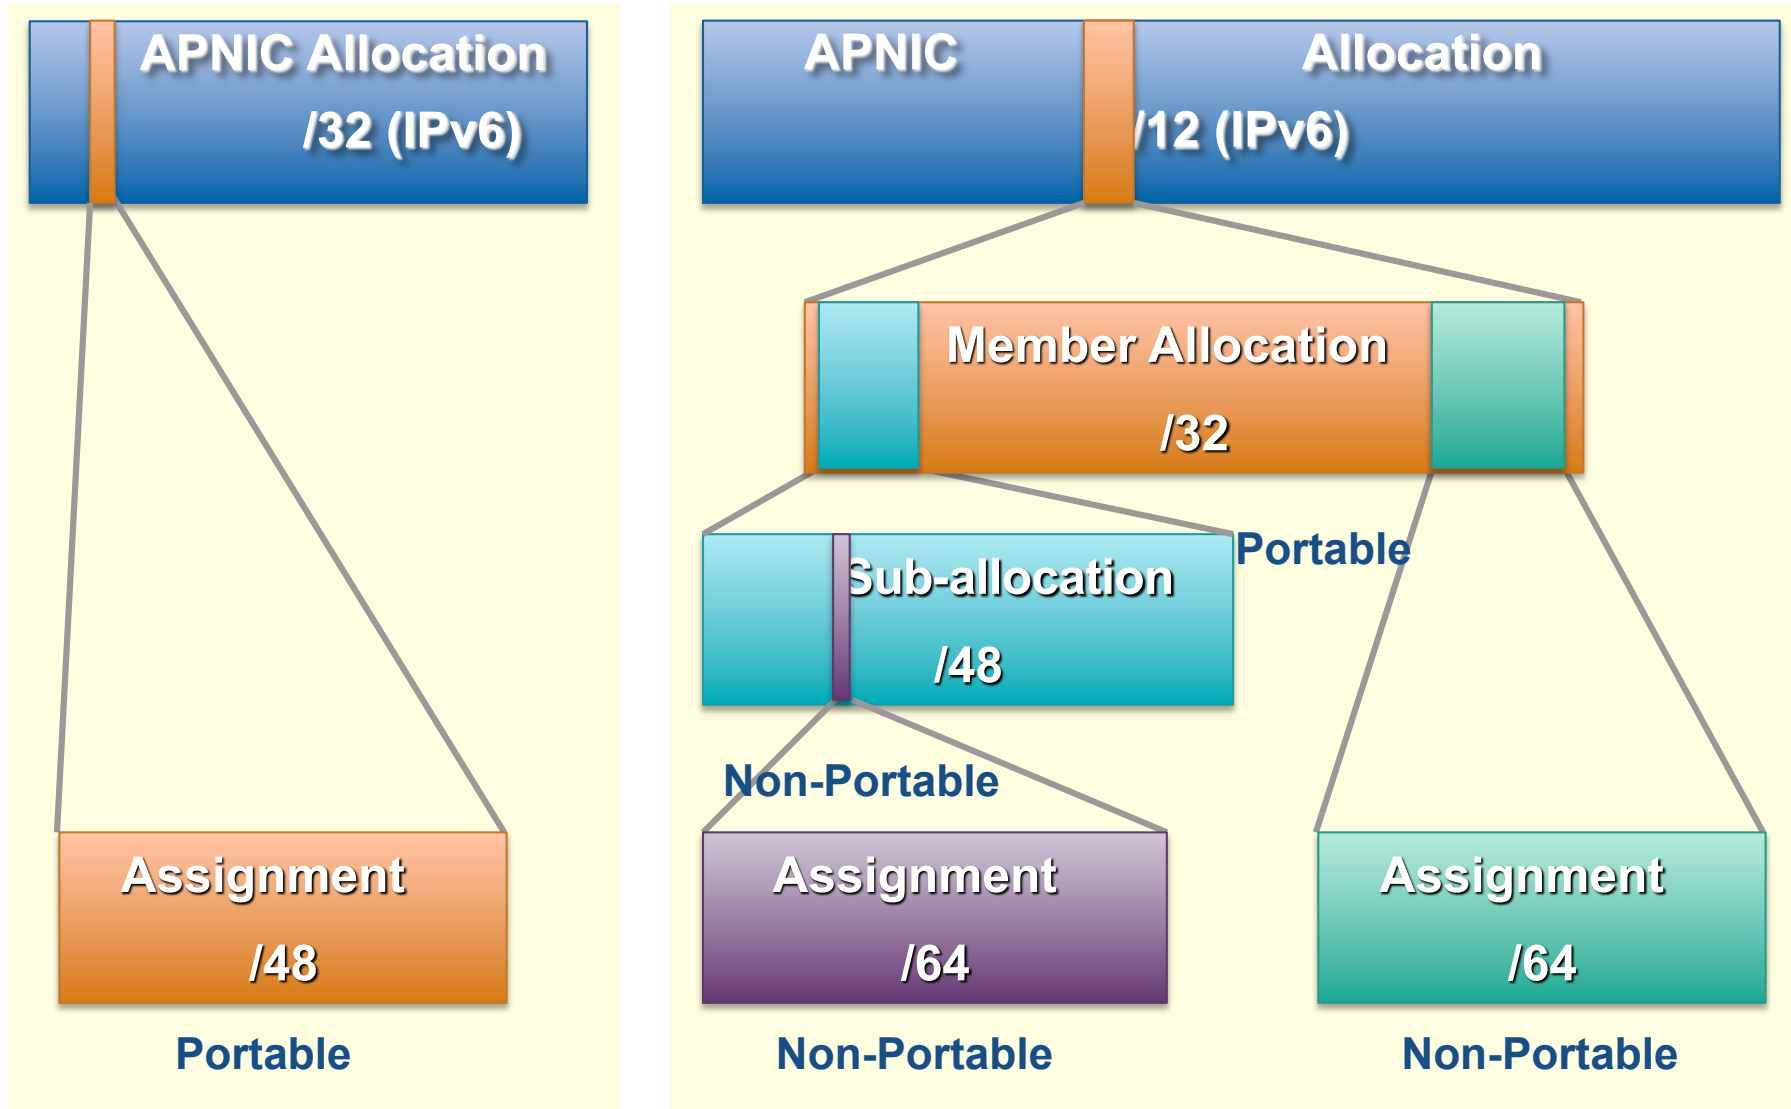 APNIC Allocation
/32 (IPv6)
Assignment
/48
Portable
APNIC Allocation
/12 (IPv6)
Member Allocation
/32
Portable
Sub-allocation
/48
Non-Portable
Assignment
/64
Non-Portable
Assignment
/64
Non-Portable